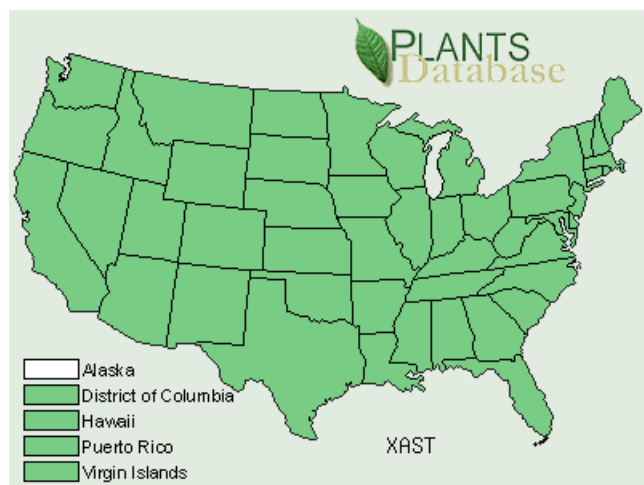 PLANTS
Database
Alaska
District of Columbia
Hawaii
Puerto Rico
Virgin Islands
XAST